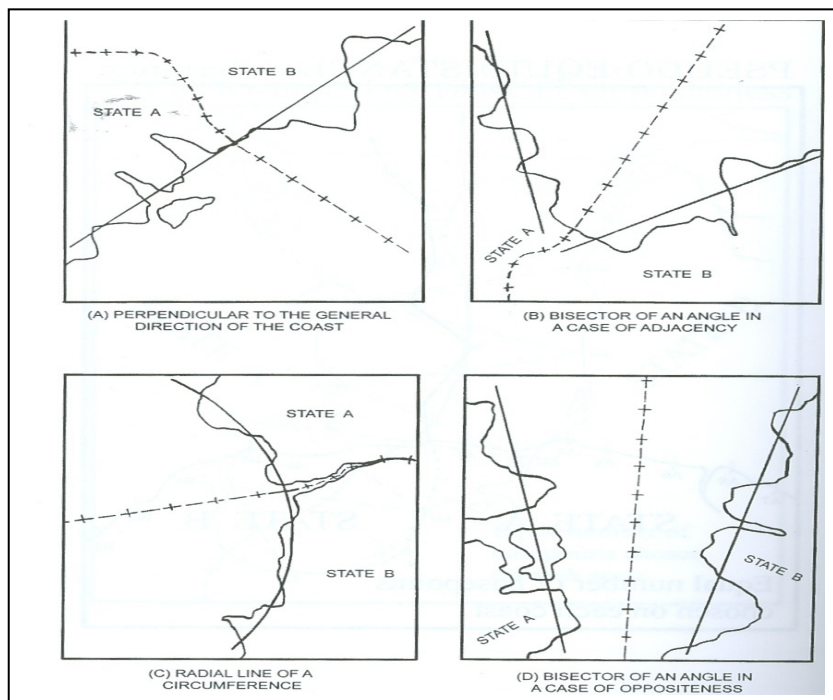 STATE B
STATE A
(A) PERPENDICULAR TO THE GENERAL
DIRECTION OF THE COAST
STATE A
STATE B
(B) BISECTOR OF AN ANGLE IN
A CASE OF ADJACENCY
STATE A
STATE B
(C) RADIAL LINE OF A
CIRCUMFERENCE
STATE B
STATE A
(D) BISECTOR OF AN ANGLE IN
A CASE OF OPPOSITENESS